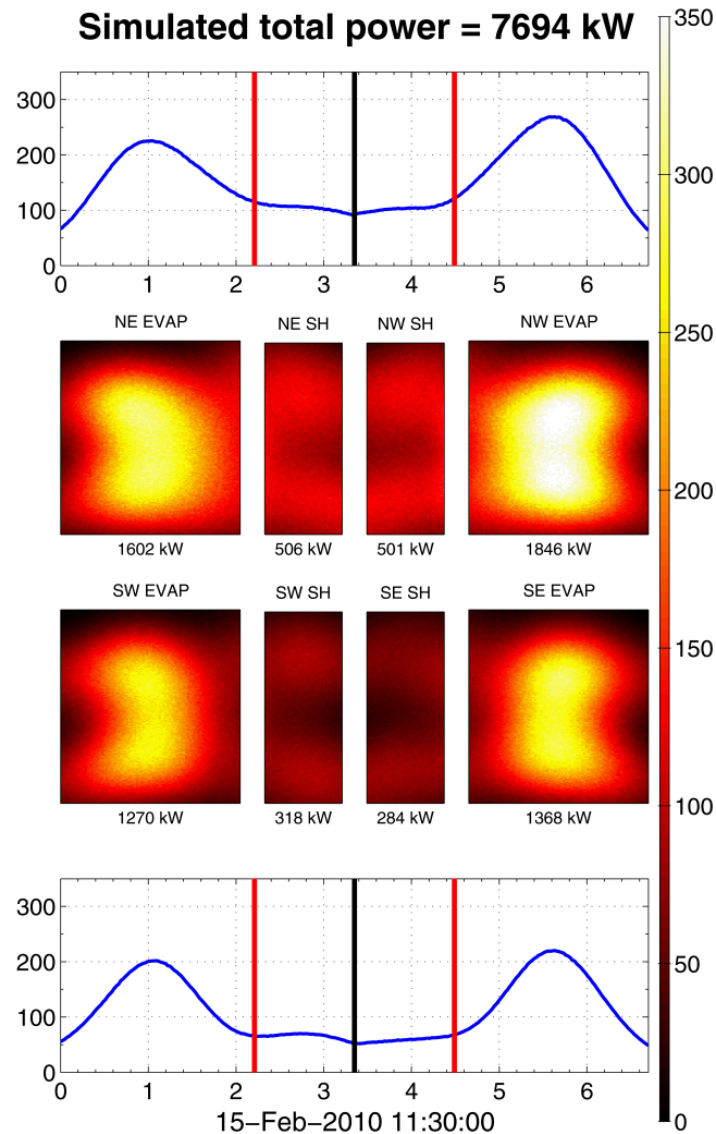 Simulated total power = 7694 kW
300
200
100
0
0 1 2 3 4 5 6
NE EVAP NE SH NW SH NW EVAP
1602 kW 506 kW 501 kW 1846 kW
SW EVAP SW SH SE SH SE EVAP
1270 kW 318 kW 284 kW 1368 kW
300
200
100
0
0 1 2 3 4 5 6
15-Feb-2010 11:30:00
350
300
250
200
150
100
50
0